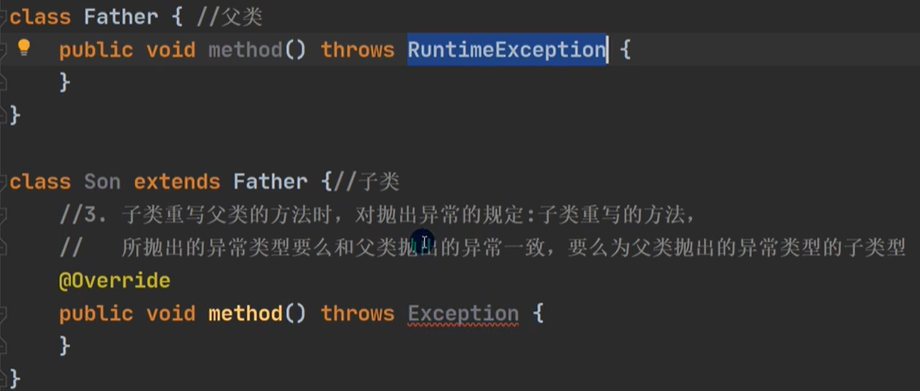 class Father { //父类
public void method() throws RuntimeException {
}
}
class Son extends Father {//子类
//3. 子类重写父类的方法时，对抛出异常的规定:子类重写的方法，
// 所抛出的异常类型要么和父类抛出的异常一致，要么为父类抛出的异常类型的子类型
@Override
public void method() throws Exception {
}
}